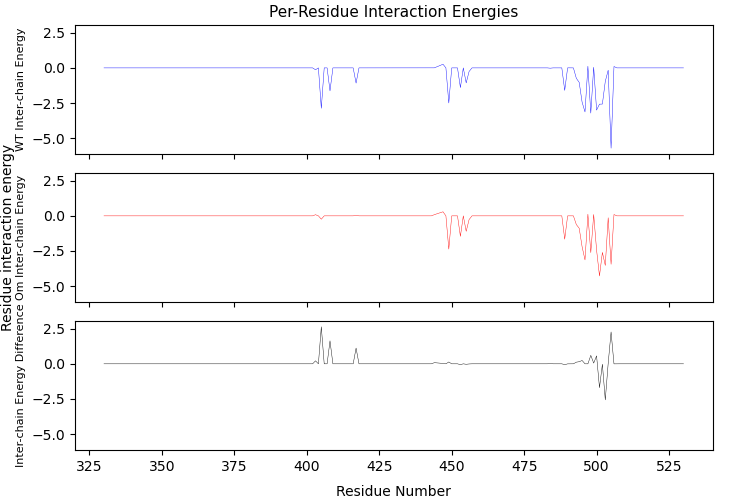 Per-Residue Interaction Energies
WT Inter-chain Energy
2.5
0.0
−2.5
−5.0
Om Inter-chain Energy
2.5
0.0
−2.5
−5.0
Residue interaction energy
Inter-chain Energy Difference
2.5
0.0
−2.5
−5.0
325 350 375 400 425 450 475 500 525
Residue Number